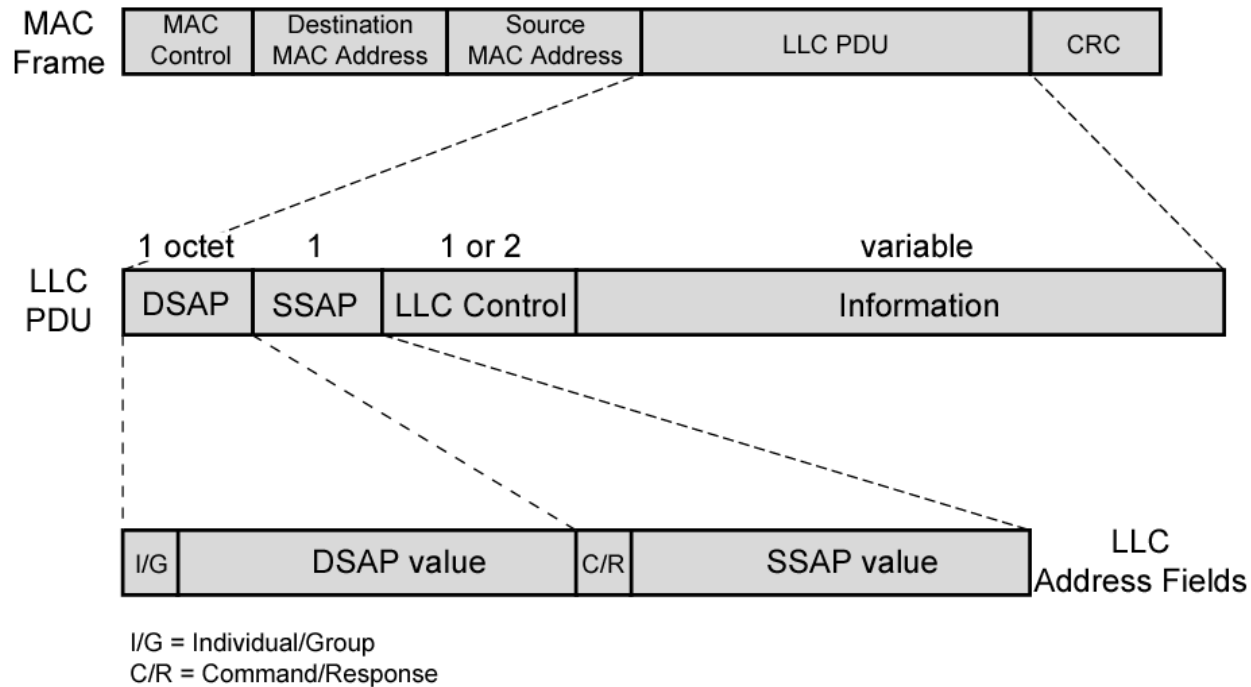 MAC
Frame
MAC
Control
Destination
MAC Address
Source
MAC Address
LLC PDU
CRC
1 octet
1
1 or 2
variable
LLC
PDU
DSAP
SSAP
LLC Control
Information
I/G
DSAP value
C/R
SSAP value
LLC
Address Fields
I/G = Individual/Group
C/R = Command/Response